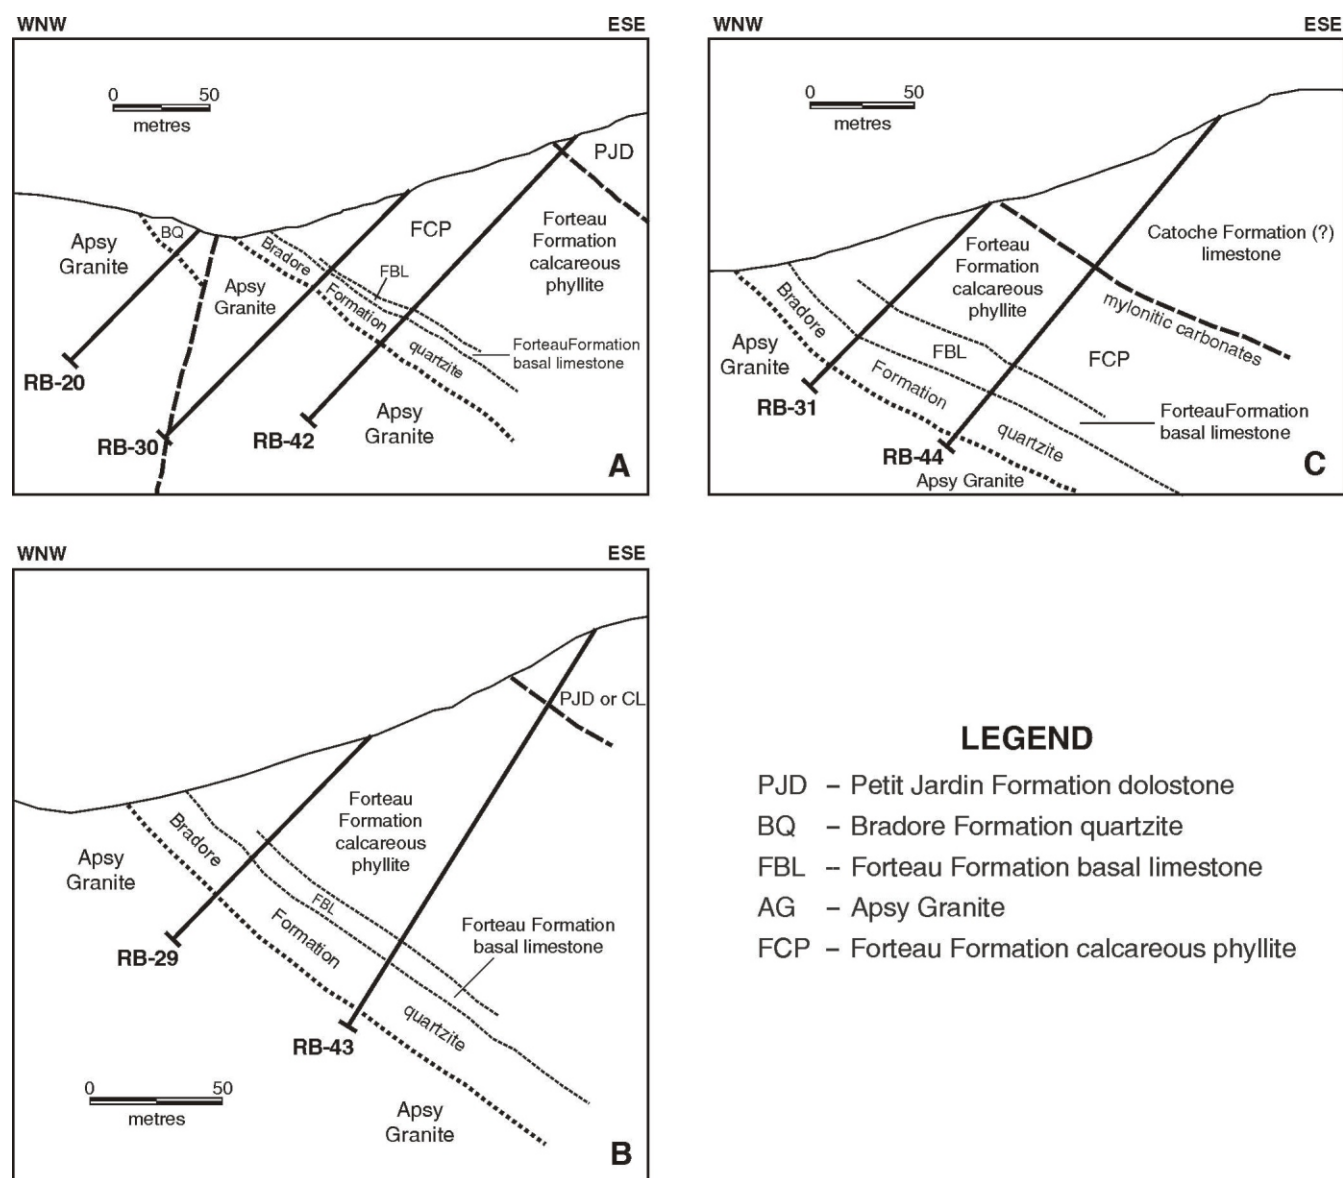 WNW ESE
0 50
metres
PJD
BQ
Apsy
Granite
Bradore
FCP
Forteau
Formation
calcareous
phyllite
FBL
Apsy
Granite
Formation
quartzite
ForteauFormation
basal limestone
RB-20
RB-30
RB-42
Apsy
Granite
A
WNW ESE
0 50
metres
Catoche Formation (?)
limestone
Forteau
Formation
calcareous
phyllite
Bradore
mylonitic carbonates
Apsy
Granite
FBL
FCP
Formation
RB-31
ForteauFormation
basal limestone
quartzite
RB-44
Apsy Granite
C
WNW ESE
PJD or CL
Forteau
Formation
calcareous
phyllite
Bradore
Apsy
Granite
FBL
Forteau Formation
basal limestone
Formation
RB-29
quartzite
RB-43
0 50
metres
Apsy
Granite
B
LEGEND
PJD – Petit Jardin Formation dolostone
BQ – Bradore Formation quartzite
FBL – Forteau Formation basal limestone
AG – Apsy Granite
FCP – Forteau Formation calcareous phyllite